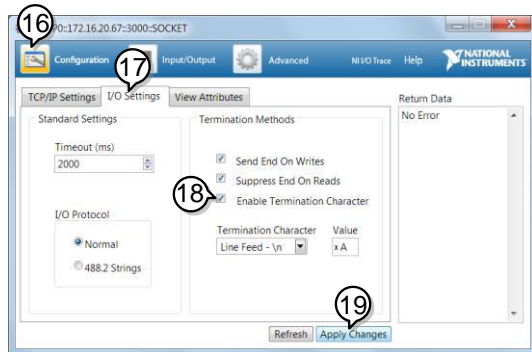 16
P0::172.16.20.67::3000::SOCKET
Configuration
17
Input/Output
Advanced
NI I/O Trace
Help
NATIONAL INSTRUMENTS
TCP/IP Settings
I/O Settings
View Attributes
Return Data
No Error
Standard Settings
Timeout (ms)
2000
I/O Protocol
Normal
488.2 Strings
Termination Methods
Send End On Writes
Suppress End On Reads
18
Enable Termination Character
Termination Character
Value
Line Feed - \n
x A
19
Refresh
Apply Changes